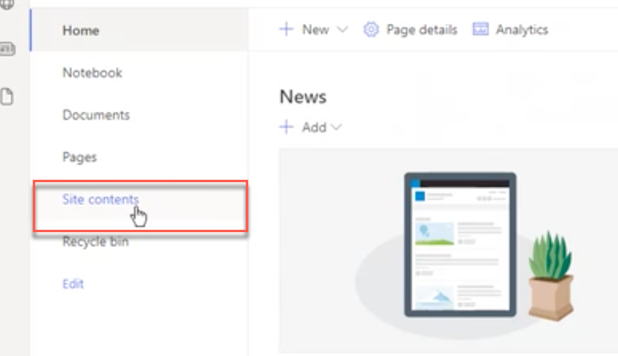 Home
Notebook
Documents
Pages
Site contents
Recycle bin
Edit
New
Page details
Analytics
News
Add